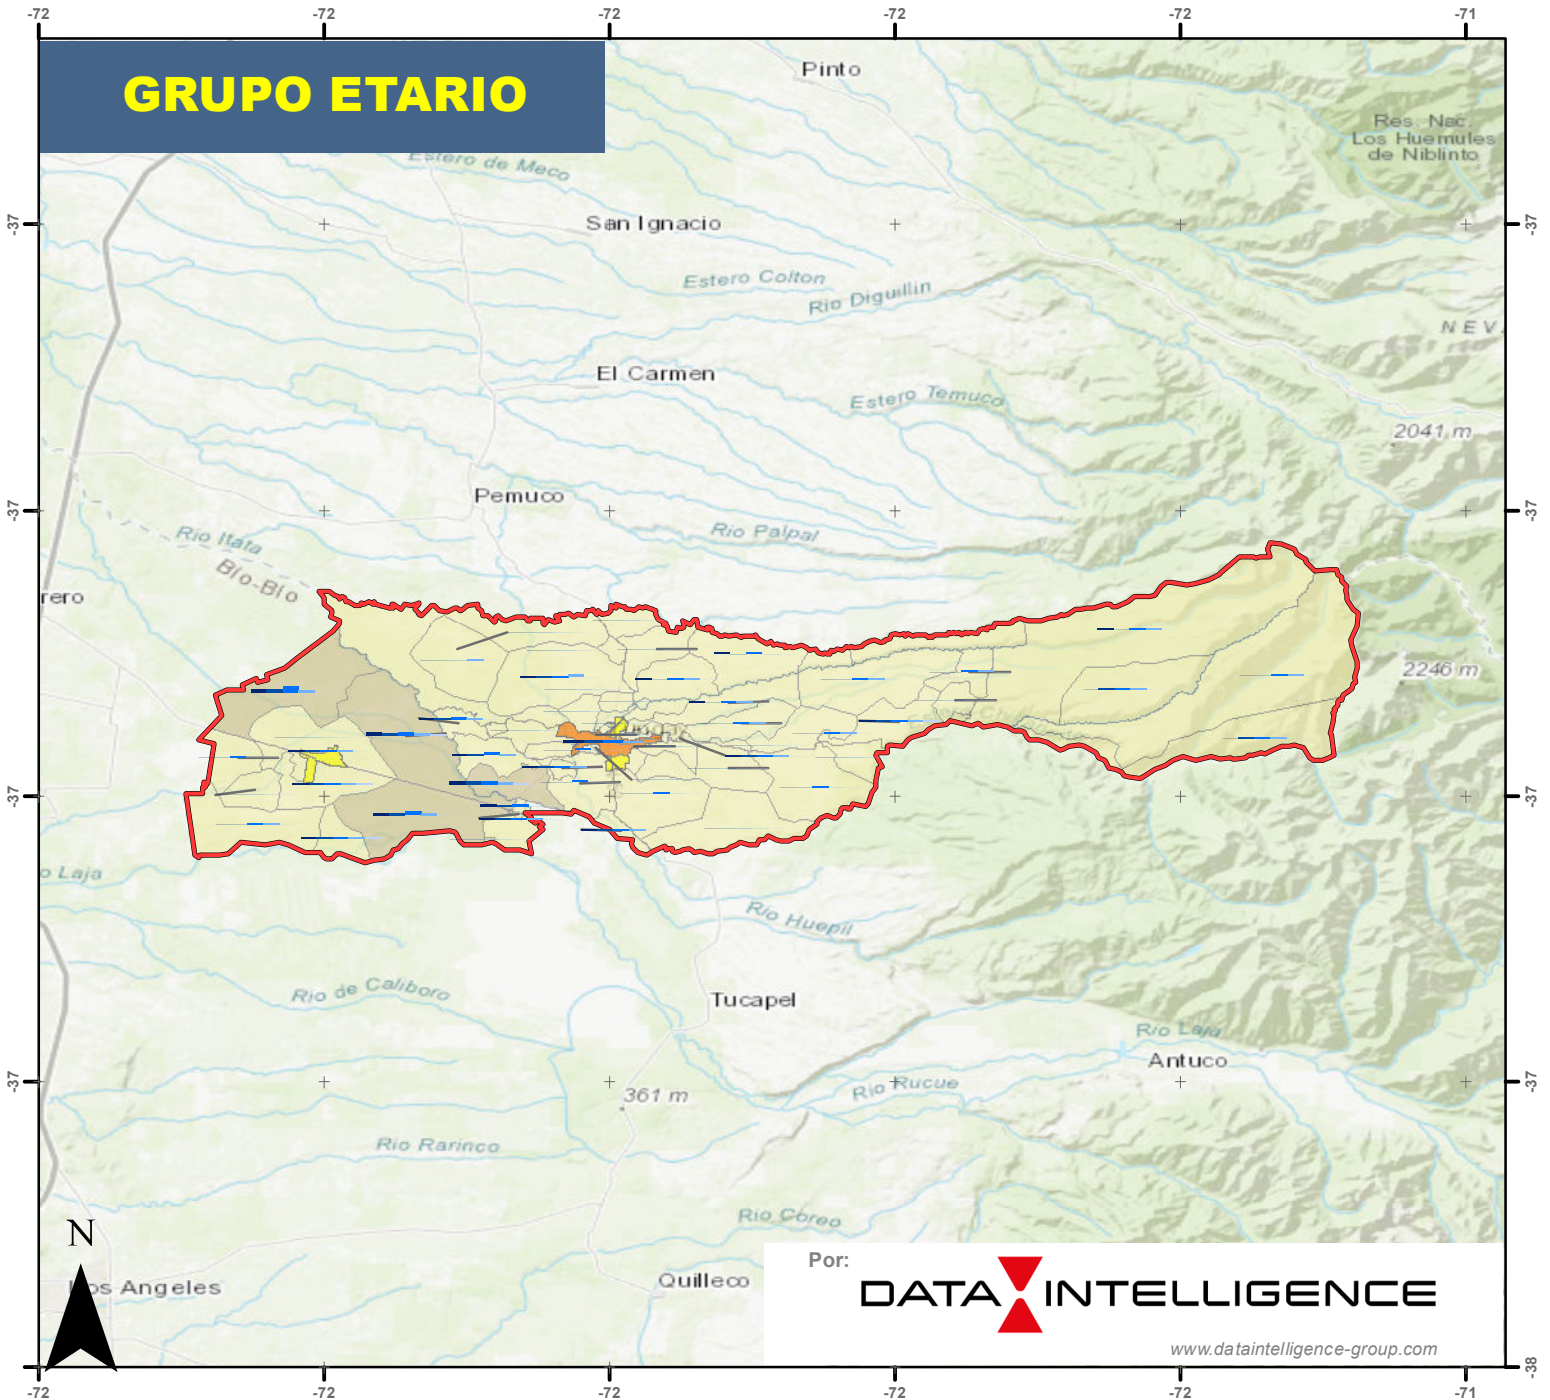 -72 -72 -72 -72 -72 -71
GRUPO ETARIO
Pinto
Res. Nac.
Los Huemules
de Niblinto
Estero de Meco
San Ignacio
-37 -37
Estero Colton
Rio Diguillin
NEV
El Carmen
Estero Temuco
2041 m
Pemuco
-37 -37
Rio Itata
Rio Palpal
Bío-Bío
rero
2246 m
-37 -37
o Laja
Rio Huepil
Rio de Caliboro
Tucapel
Rio Laja
Antuco
-37 -37
361 m
Rio Rucue
Rio Rarinco
Rio Coreo
N
Por:
os Angeles
Quilleco
DATA INTELLIGENCE
www.dataintelligence-group.com
-38
-72 -72 -72 -72 -72 -71